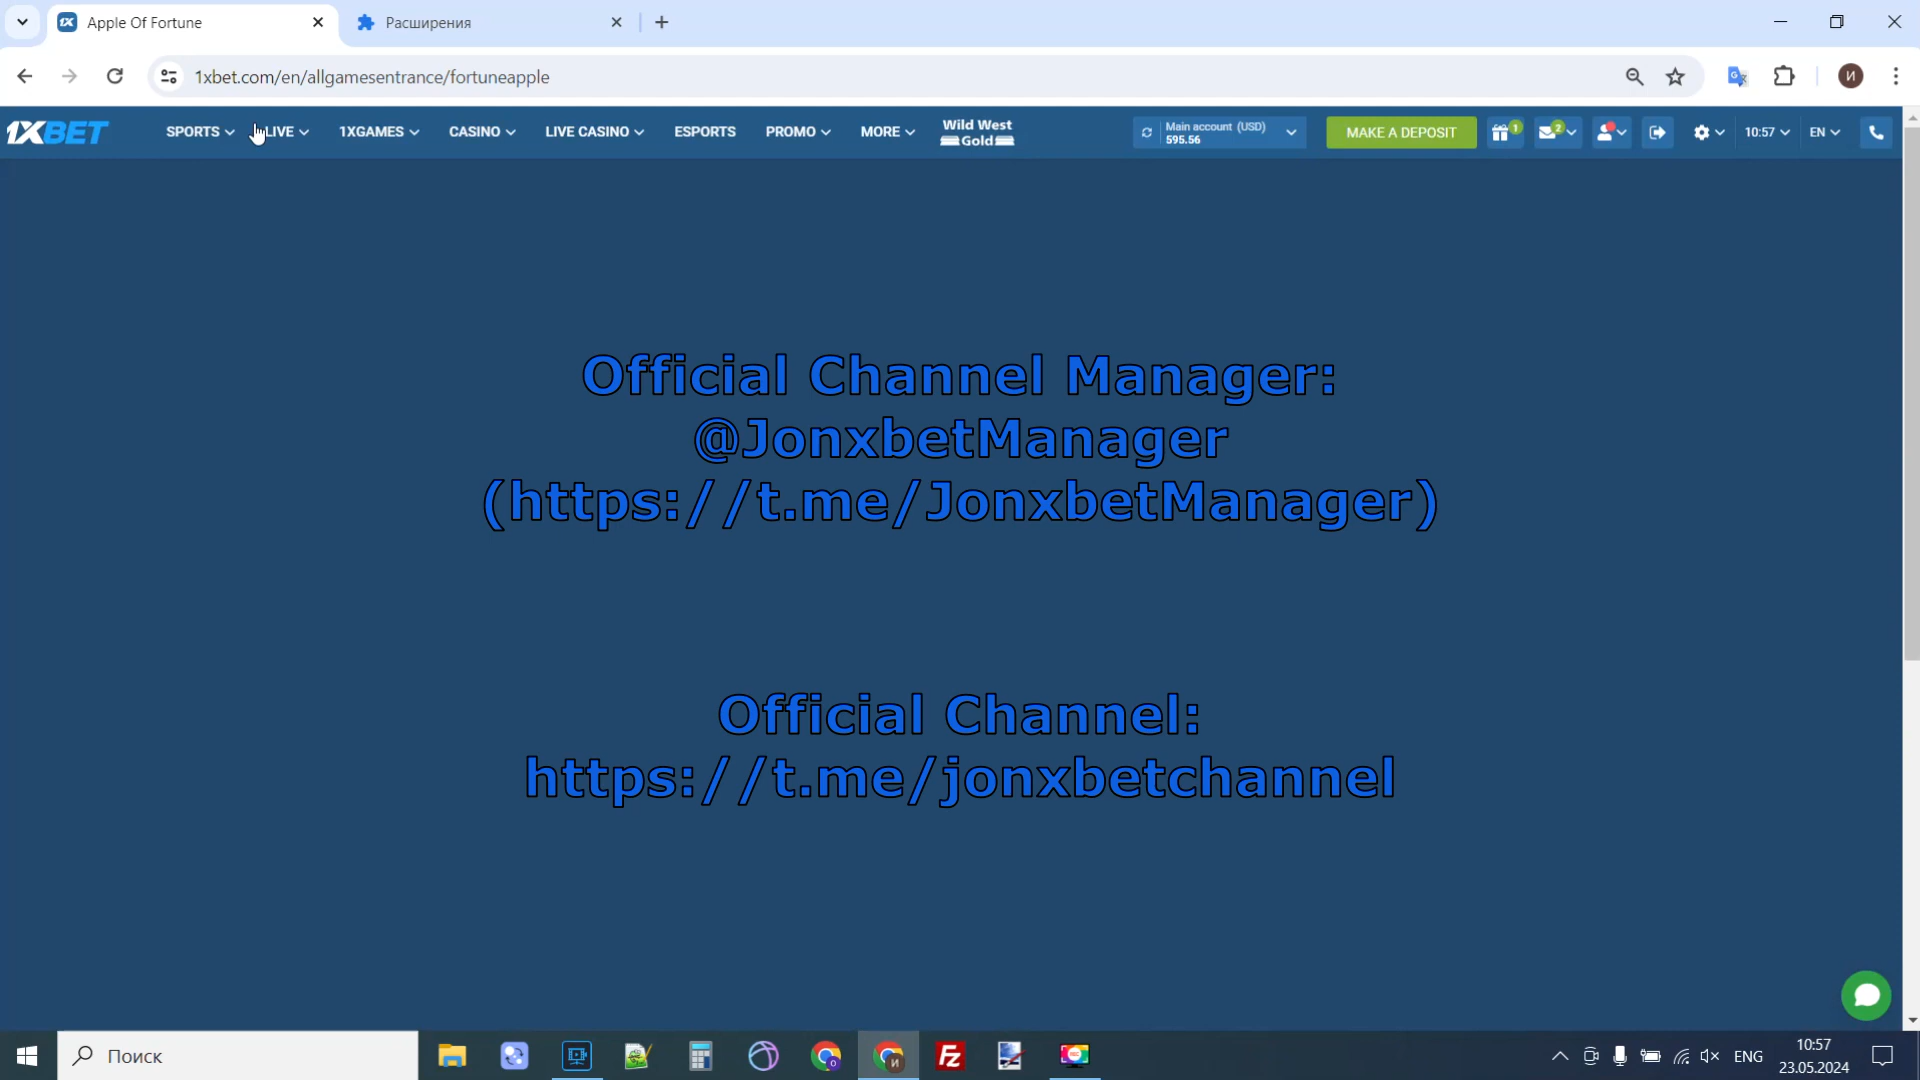 Apple Of Fortune
Расширения
1xbet.com/en/allgamesentrance/fortuneapple
И
1XBET
SPORTS
LIVE
1XGAMES
CASINO
LIVE CASINO
ESPORTS
PROMO
MORE
Wild West
Gold
Main account (USD)
595.56
MAKE A DEPOSIT
1
2
10:57
EN
Official Channel Manager:
@JonxbetManager
(https://t.me/JonxbetManager)
Official Channel:
https://t.me/jonxbetchannel
Поиск
ENG
10:57
23.05.2024